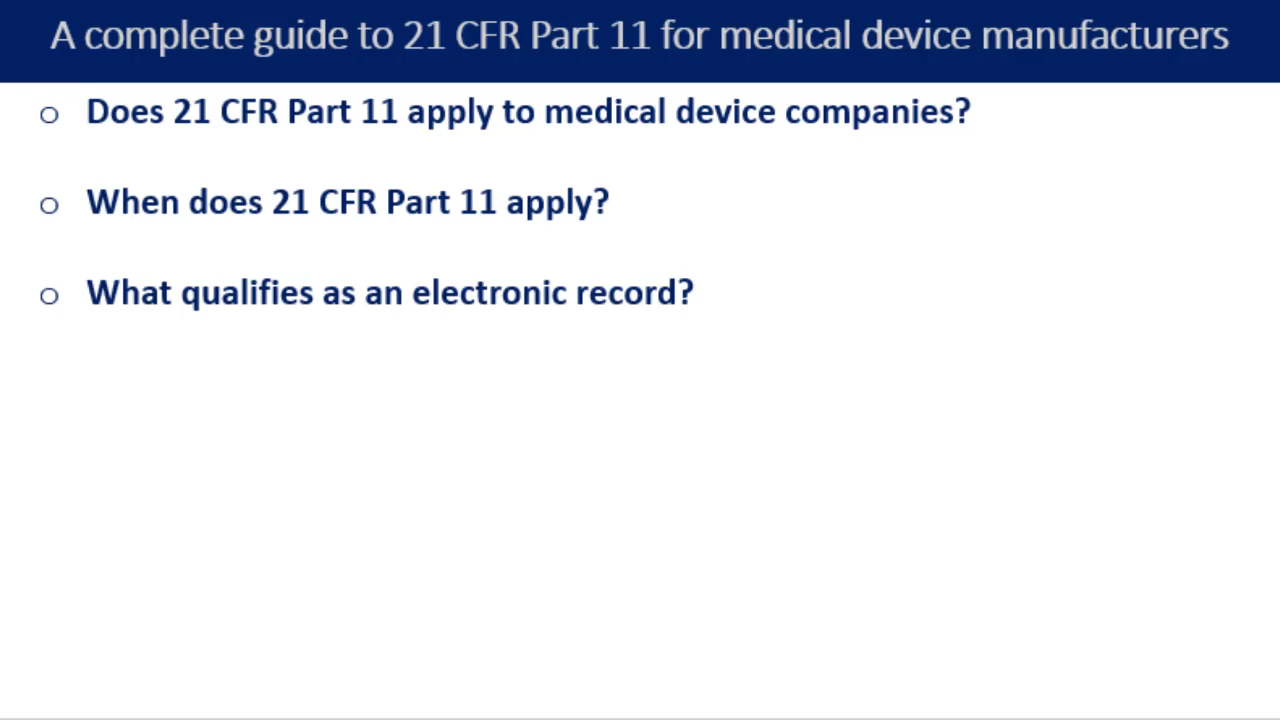 A complete guide to 21 CFR Part 11 for medical device manufacturers
o Does 21 CFR Part 11 apply to medical device companies?
o When does 21 CFR Part 11 apply?
o What qualifies as an electronic record?